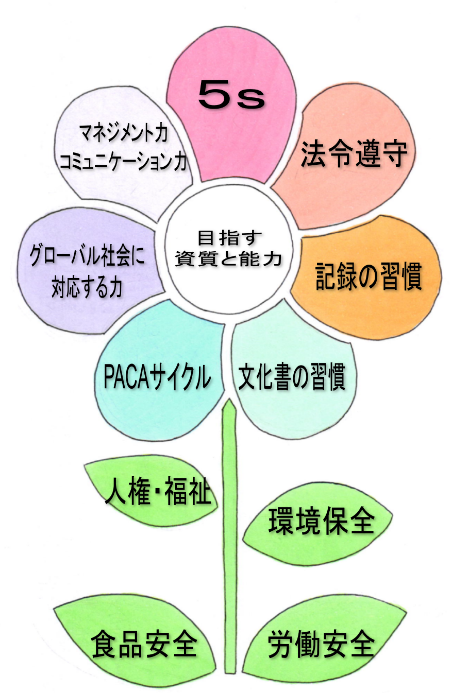 5s
マネジメント力
コミュニケーション力
法令遵守
目指す
資質と能力
グローバル社会に
対応する力
記録の習慣
PACAサイクル
文化書の習慣
人権・福祉
環境保全
食品安全
労働安全